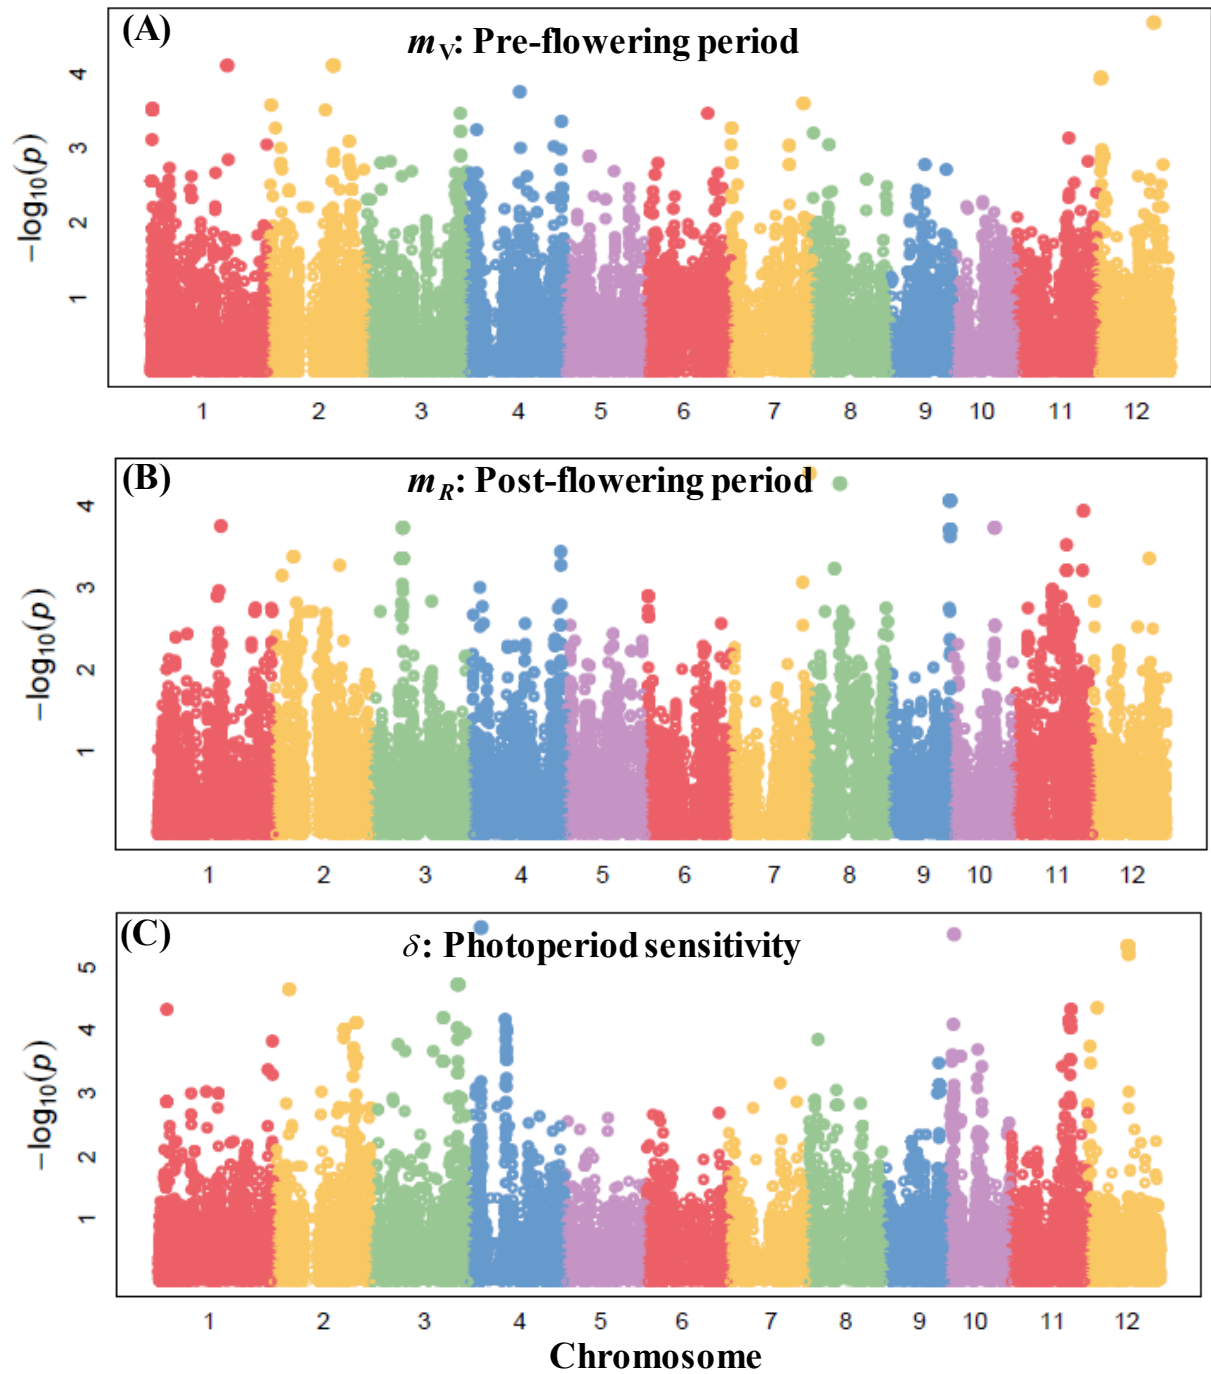 (A)
m_V: Pre-flowering period
−log10(p)
4
3
2
1
1 2 3 4 5 6 7 8 9 10 11 12
(B)
m_R: Post-flowering period
−log10(p)
4
3
2
1
1 2 3 4 5 6 7 8 9 10 11 12
(C)
δ: Photoperiod sensitivity
−log10(p)
5
4
3
2
1
1 2 3 4 5 6 7 8 9 10 11 12
Chromosome